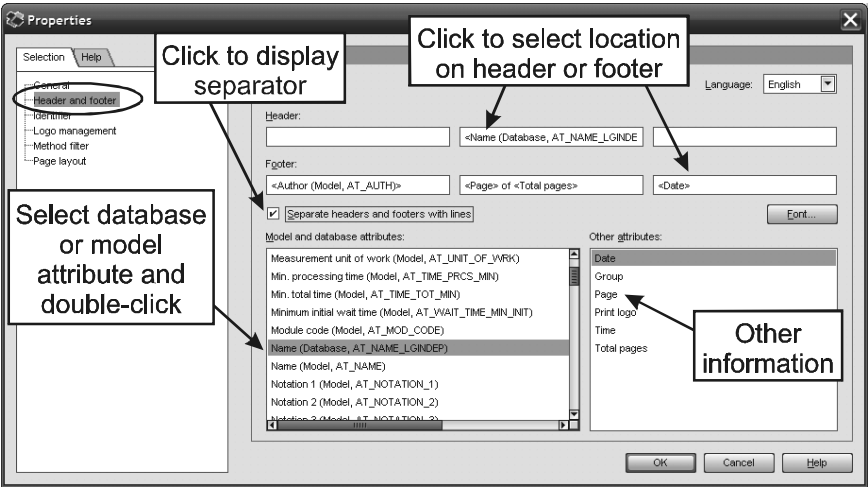 Properties
Selection Help
General
Header and footer
Identifier
Logo management
Method filter
Page layout
Click to display
separator
Click to select location
on header or footer
Language: English
Header:
<Name (Database, AT_NAME_LGINDE
Footer:
<Author (Model, AT_AUTH)> <Page> of <Total pages> <Date>
Separate headers and footers with lines
Font...
Select database
or model
attribute and
double-click
Model and database attributes:
Measurement unit of work (Model, AT_UNIT_OF_WRK)
Min. processing time (Model, AT_TIME_PRCS_MIN)
Min. total time (Model, AT_TIME_TOT_MIN)
Minimum initial wait time (Model, AT_WAIT_TIME_MIN_INIT)
Module code (Model, AT_MOD_CODE)
Name (Database, AT_NAME_LGINDEP)
Name (Model, AT_NAME)
Notation 1 (Model, AT_NOTATION_1)
Notation 2 (Model, AT_NOTATION_2)
Notation 3 (Model, AT_NOTATION_3)
Other attributes:
Date
Group
Page
Print logo
Time
Total pages
Other
information
OK Cancel Help